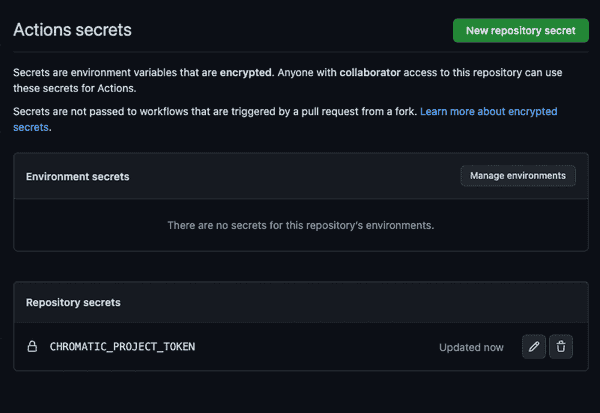 Actions secrets
New repository secret
Secrets are environment variables that are encrypted. Anyone with collaborator access to this repository can use
these secrets for Actions.
Secrets are not passed to workflows that are triggered by a pull request from a fork. Learn more about encrypted
secrets.
Environment secrets
Manage environments
There are no secrets for this repository's environments.
Repository secrets
CHROMATIC_PROJECT_TOKEN
Updated now